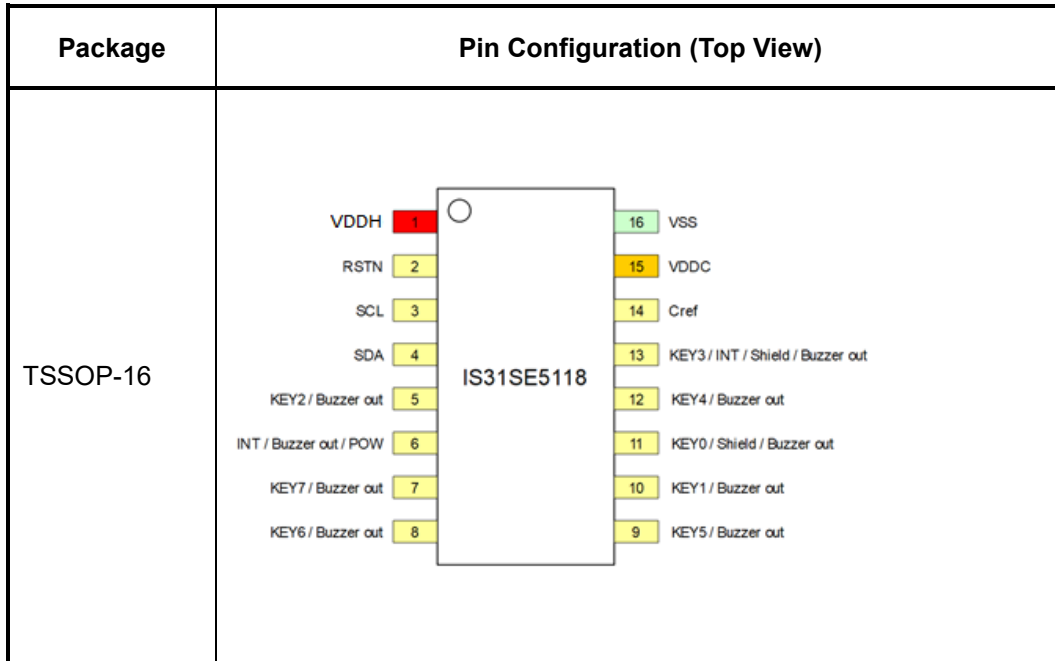 Package
Pin Configuration (Top View)
TSSOP-16
VDDH 1
RSTN 2
SCL 3
SDA 4
KEY2 / Buzzer out 5
INT / Buzzer out / POW 6
KEY7 / Buzzer out 7
KEY6 / Buzzer out 8
IS31SE5118
16 VSS
15 VDDC
14 Cref
13 KEY3 / INT / Shield / Buzzer out
12 KEY4 / Buzzer out
11 KEY0 / Shield / Buzzer out
10 KEY1 / Buzzer out
9 KEY5 / Buzzer out